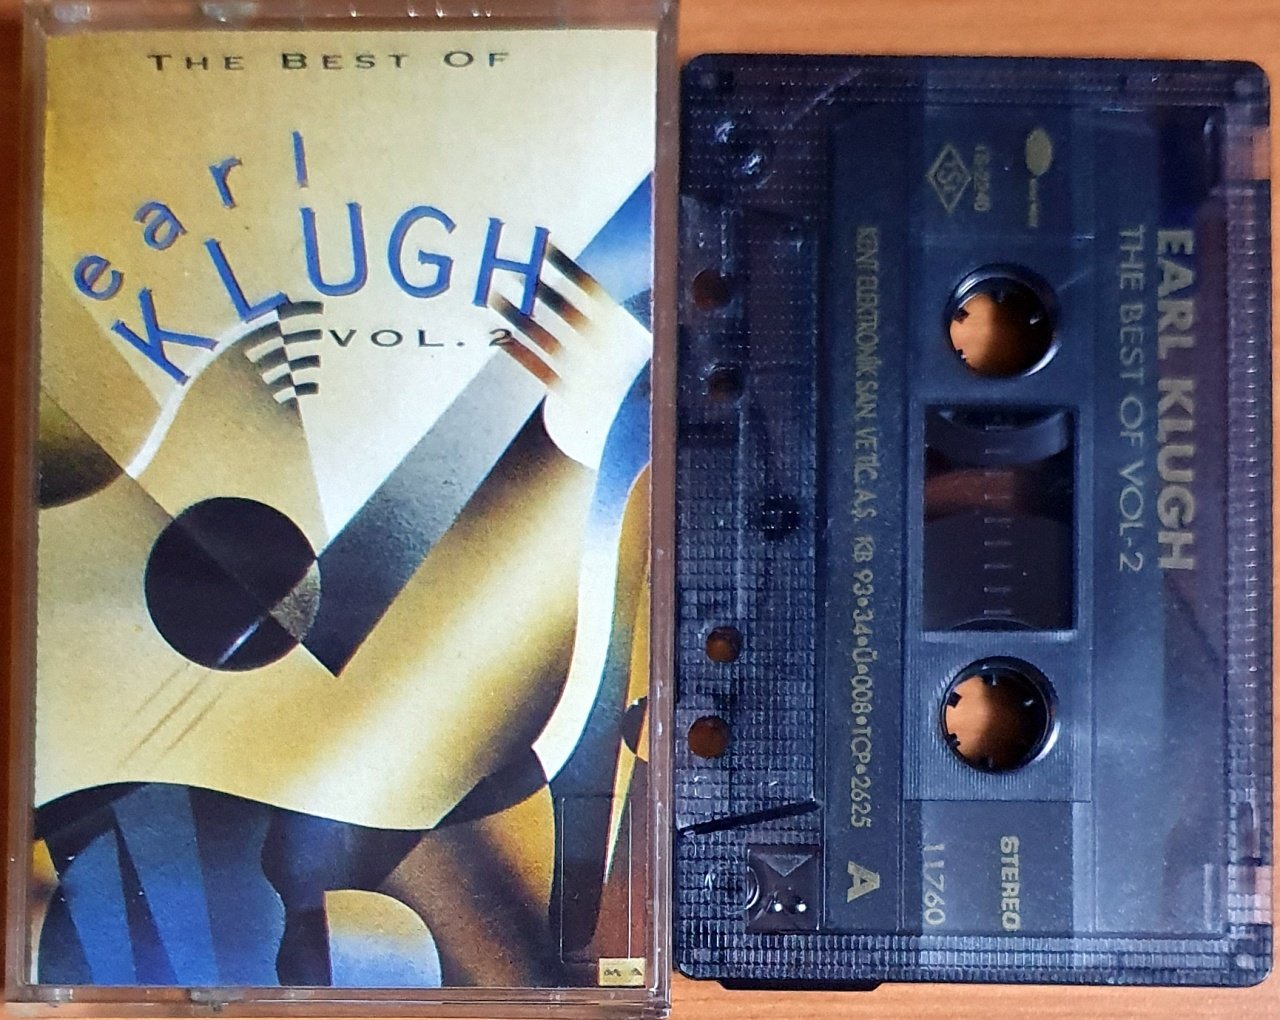 THE BEST OF
earl
KLUGH
VOL. 2
EARL KLUGH
THE BEST OF VOL-2
STEREO
11760
KENT ELEKTRONİK SAN. VE TİC. A.Ş. KB 93•34•Ü•008•TCP•2625
A